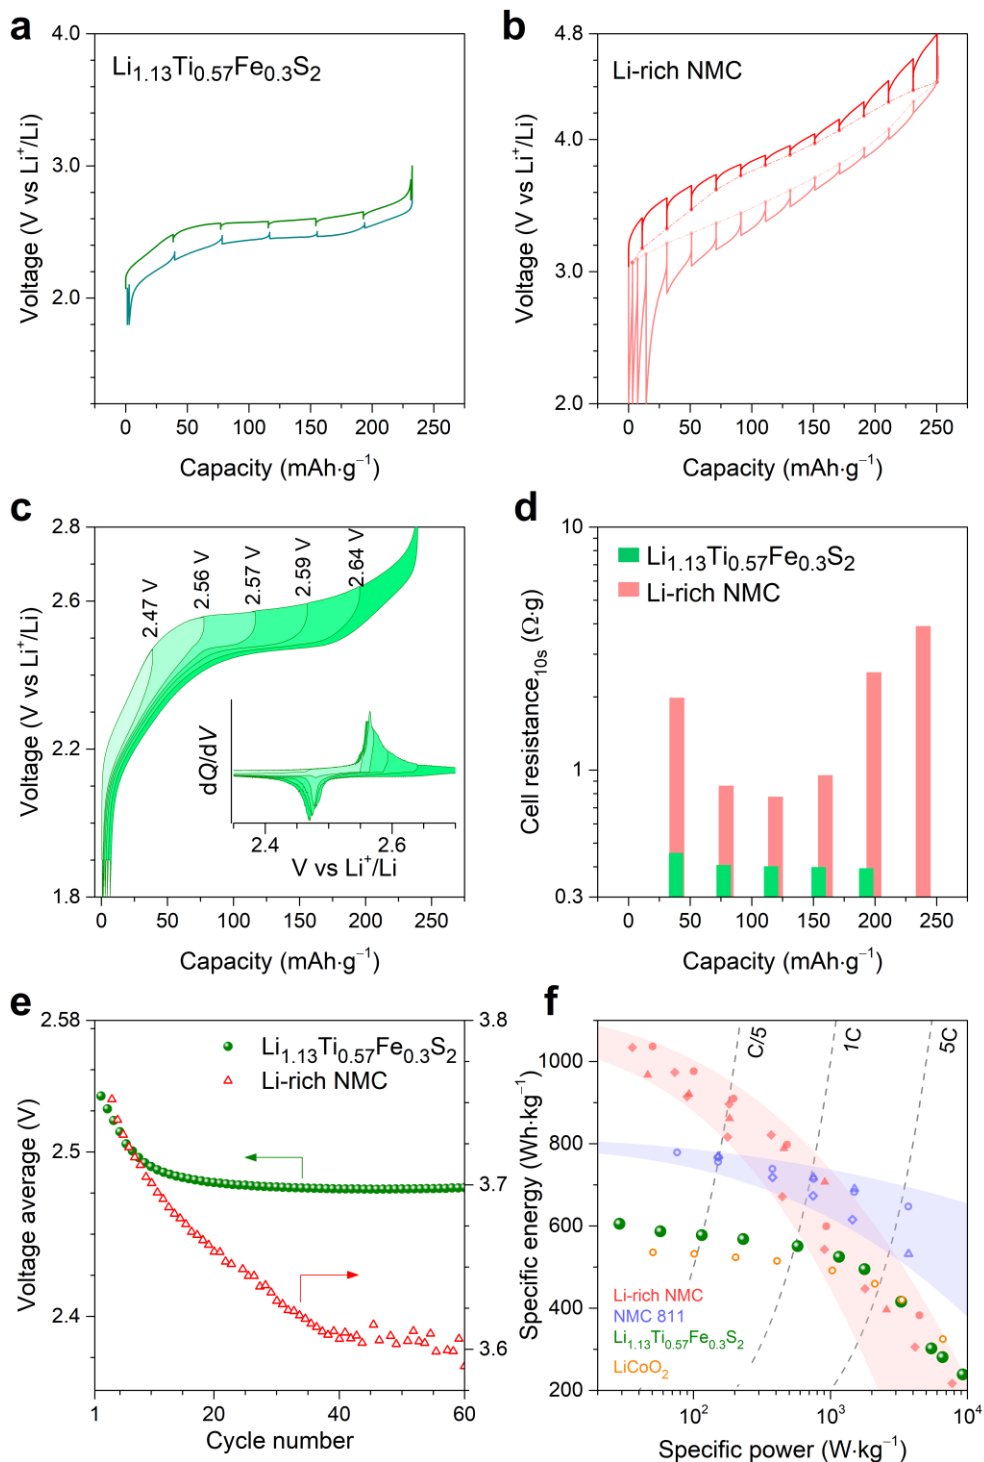 a
4.0
3.0
2.0
Voltage (V vs Li⁺/Li)
Li₁.₁₃Ti₀.₅₇Fe₀.₃S₂
0 50 100 150 200 250
Capacity (mAh·g⁻¹)
b
4.8
4.0
3.0
2.0
Voltage (V vs Li⁺/Li)
Li-rich NMC
0 50 100 150 200 250
Capacity (mAh·g⁻¹)
c
2.8
2.6
2.2
1.8
Voltage (V vs Li⁺/Li)
2.47 V
2.56 V
2.57 V
2.59 V
2.64 V
dQ/dV
2.4 2.6
V vs Li⁺/Li
0 50 100 150 200 250
Capacity (mAh·g⁻¹)
d
10
1
0.3
Cell resistance₁₀ₛ (Ω·g)
Li₁.₁₃Ti₀.₅₇Fe₀.₃S₂
Li-rich NMC
0 50 100 150 200 250
Capacity (mAh·g⁻¹)
e
2.58
2.50
2.40
Voltage average (V)
Li₁.₁₃Ti₀.₅₇Fe₀.₃S₂
Li-rich NMC
3.8
3.7
3.6
1 20 40 60
Cycle number
f
1000
800
600
400
200
Specific energy (Wh·kg⁻¹)
C/5
1C
5C
Li-rich NMC
NMC 811
Li₁.₁₃Ti₀.₅₇Fe₀.₃S₂
LiCoO₂
10² 10³ 10⁴
Specific power (W·kg⁻¹)